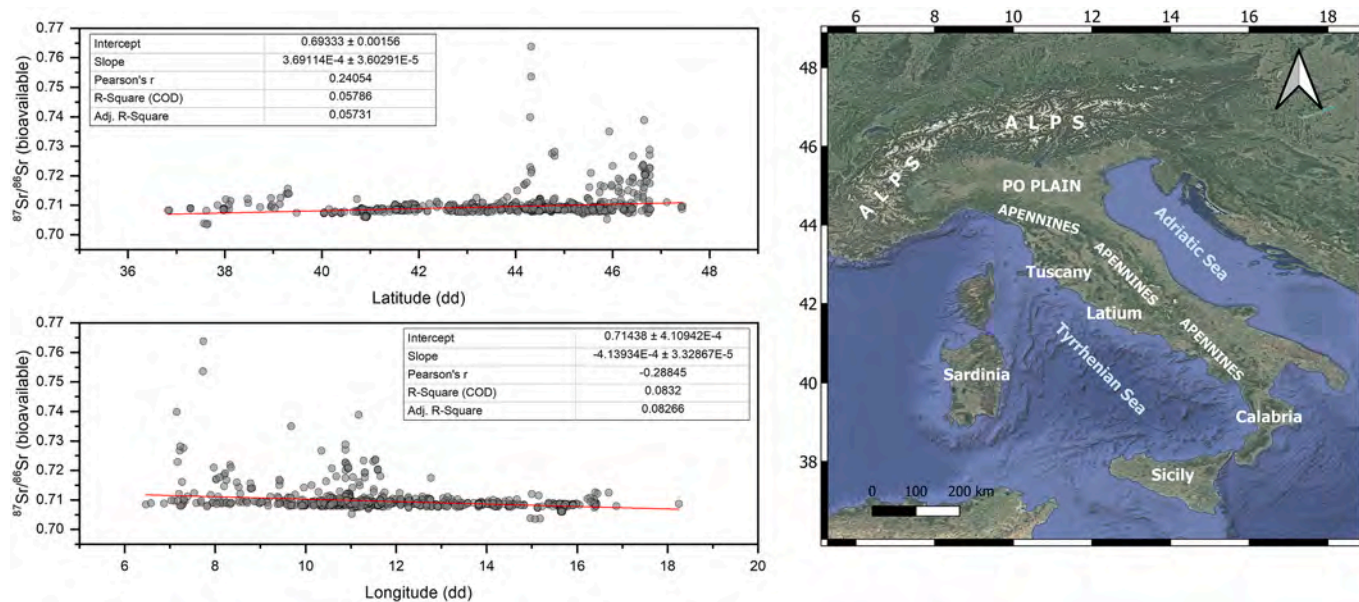 0.77
0.76
0.75
0.74
0.73
0.72
0.71
0.70
⁸⁷Sr/⁸⁶Sr (bioavailable)
Intercept 0.69333 ± 0.00156
Slope 3.69114E-4 ± 3.60291E-5
Pearson's r 0.24054
R-Square (COD) 0.05786
Adj. R-Square 0.05731
36 38 40 42 44 46 48
Latitude (dd)
0.77
0.76
0.75
0.74
0.73
0.72
0.71
0.70
⁸⁷Sr/⁸⁶Sr (bioavailable)
Intercept 0.71438 ± 4.10942E-4
Slope -4.13934E-4 ± 3.32867E-5
Pearson's r -0.28845
R-Square (COD) 0.0832
Adj. R-Square 0.08266
6 8 10 12 14 16 18 20
Longitude (dd)
6 8 10 12 14 16 18
48
46
44
42
40
38
ALPS
ALPS
PO PLAIN
APENNINES
APENNINES
APENNINES
Adriatic Sea
Tuscany
Latium
Tyrrhenian Sea
Sardinia
Calabria
Sicily
0 100 200 km
6 8 10 12 14 16 18